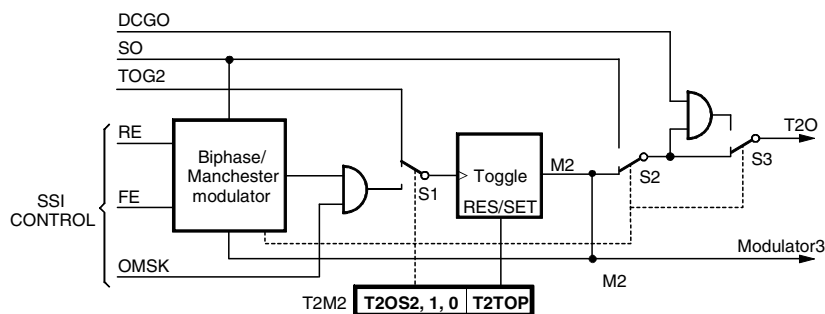 DCGO
SO
TOG2
RE
Biphase/
Manchester
modulator
FE
SSI
CONTROL
OMSK
S1
Toggle
RES/SET
M2
S2
S3
T2O
Modulator3
M2
T2M2
T2OS2, 1, 0
T2TOP